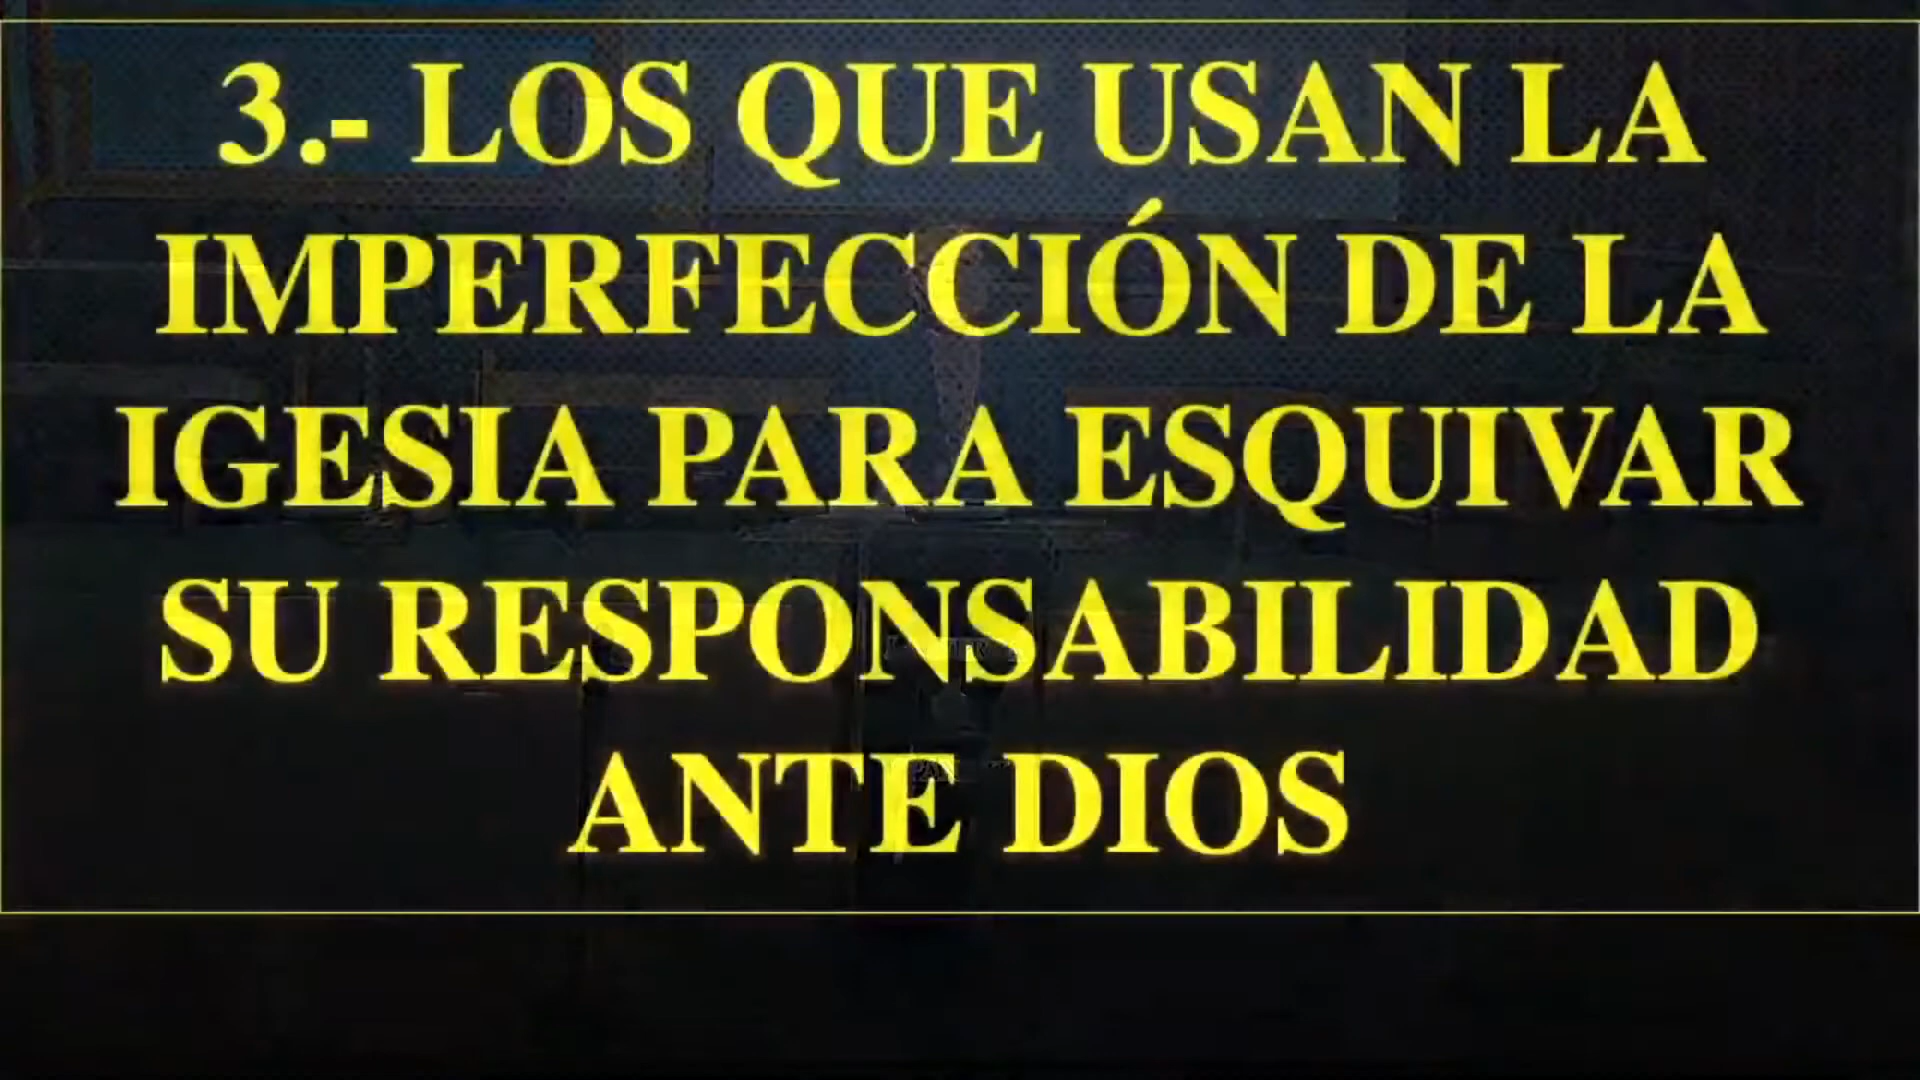 3.- LOS QUE USAN LA
IMPERFECCIÓN DE LA
IGESIA PARA ESQUIVAR
SU RESPONSABILIDAD
ANTE DIOS